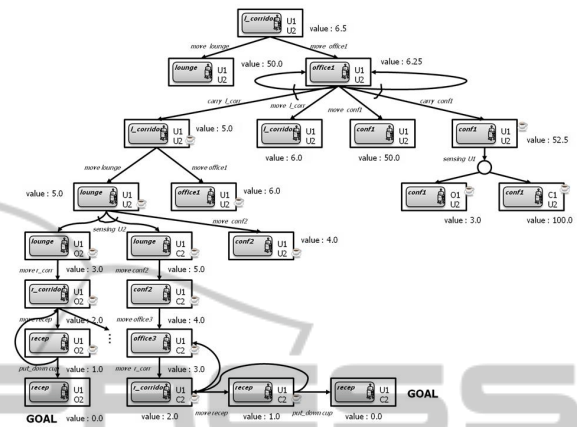 l_corridor U1 U2 value : 6.5
move lounge move office1
lounge U1 U2 value : 50.0
office1 U1 U2 value : 6.25
carry l_corr move l_corr move conf1 carry conf1
l_corridor U1 U2 value : 5.0
l_corridor U1 U2 value : 6.0
conf1 U1 U2 value : 50.0
conf1 U1 U2 value : 52.5
sensing U1
move lounge move office1
value : 5.0 lounge U1 U2
office1 U1 U2 value : 6.0
conf1 O1 U2 value : 3.0
conf1 C1 U2 value : 100.0
sensing U2 move conf2
lounge U1 O2 value : 3.0
lounge U1 C2 value : 5.0
conf2 U1 U2 value : 4.0
move r_corr move conf2
r_corridor U1 O2 value : 2.0
conf2 U1 C2 value : 4.0
move recep move office3
recep U1 O2 value : 1.0
office3 U1 C2 value : 3.0
put_down cup move r_corr
recep U1 O2
r_corridor U1 C2 value : 2.0
move recep
recep U1 C2 value : 1.0
put_down cup
recep U1 C2 value : 0.0
GOAL
GOAL value : 0.0
PRESS